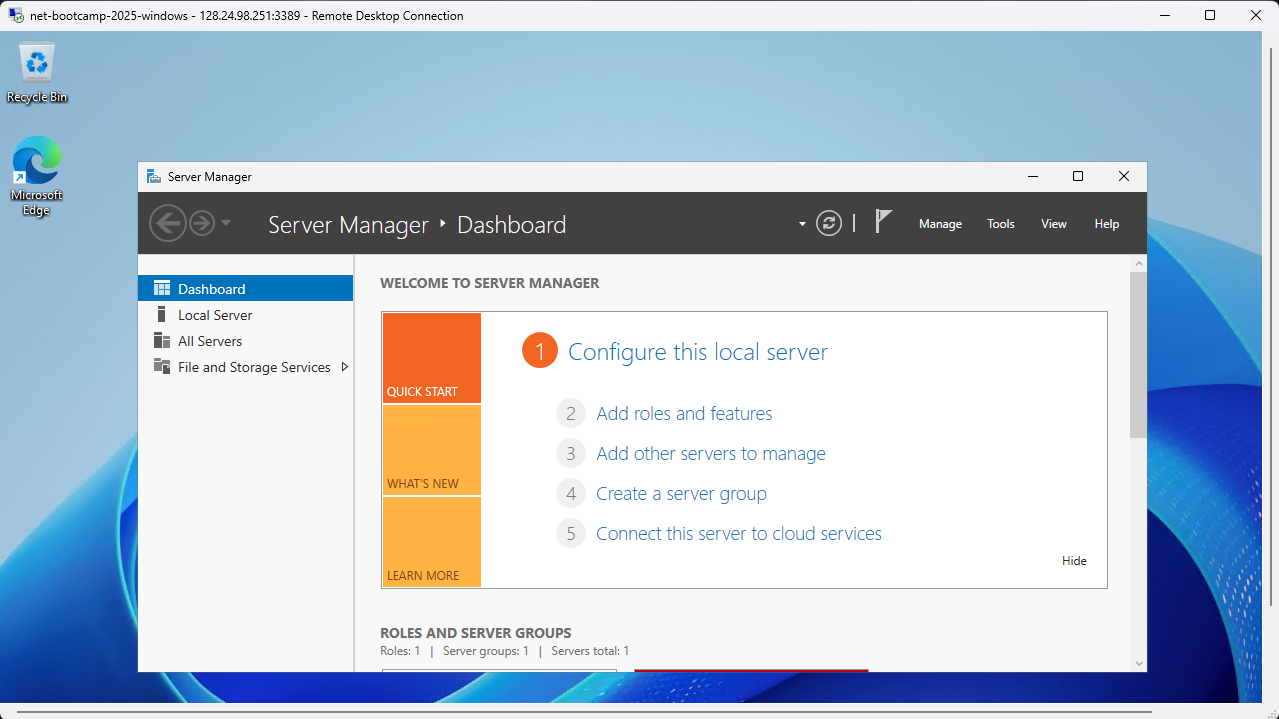 net-bootcamp-2025-windows - 128.24.98.251:3389 - Remote Desktop Connection
Recycle Bin
Microsoft
Edge
Server Manager
Server Manager Dashboard
Manage Tools View Help
Dashboard
Local Server
All Servers
File and Storage Services
WELCOME TO SERVER MANAGER
QUICK START
WHAT'S NEW
LEARN MORE
1 Configure this local server
2 Add roles and features
3 Add other servers to manage
4 Create a server group
5 Connect this server to cloud services
Hide
ROLES AND SERVER GROUPS
Roles: 1 | Server groups: 1 | Servers total: 1